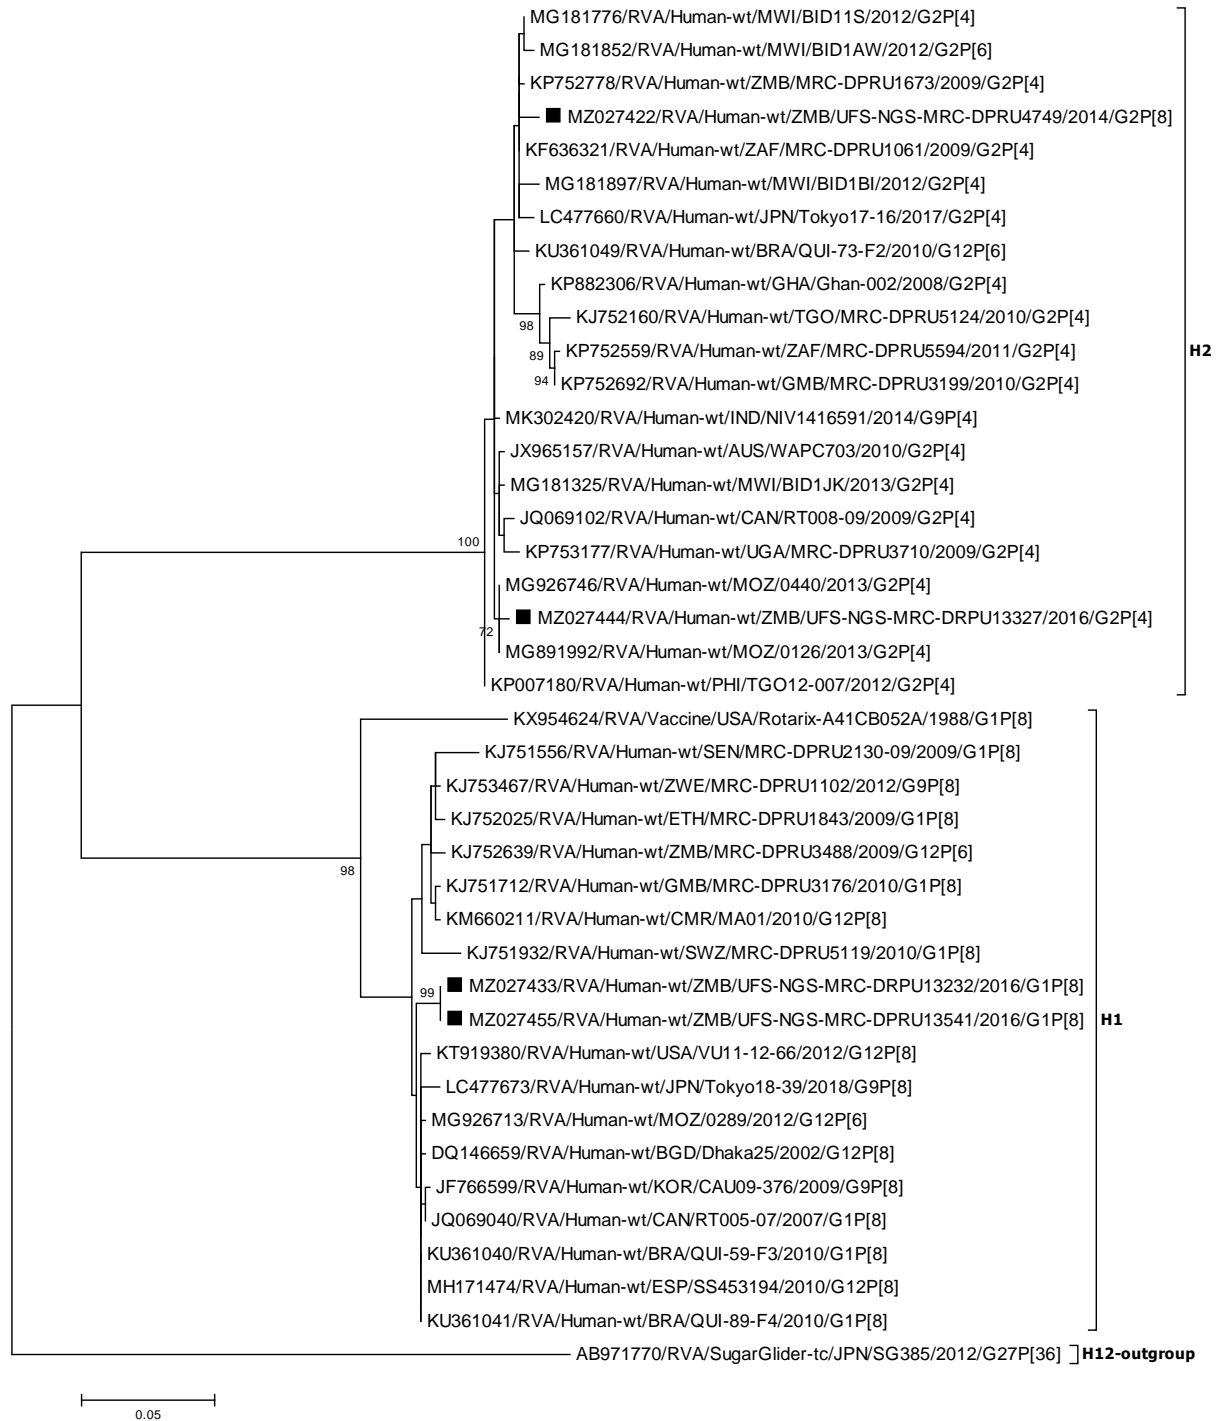 MG181776/RVA/Human-wt/MWI/BID11S/2012/G2P[4]
MG181852/RVA/Human-wt/MWI/BID1AW/2012/G2P[6]
KP752778/RVA/Human-wt/ZMB/MRC-DPRU1673/2009/G2P[4]
MZ027422/RVA/Human-wt/ZMB/UFS-NGS-MRC-DPRU4749/2014/G2P[8]
KF636321/RVA/Human-wt/ZAF/MRC-DPRU1061/2009/G2P[4]
MG181897/RVA/Human-wt/MWI/BID1BI/2012/G2P[4]
LC477660/RVA/Human-wt/JPN/Tokyo17-16/2017/G2P[4]
KU361049/RVA/Human-wt/BRA/QUI-73-F2/2010/G12P[6]
KP882306/RVA/Human-wt/GHA/Ghan-002/2008/G2P[4]
98
KJ752160/RVA/Human-wt/TGO/MRC-DPRU5124/2010/G2P[4]
89
KP752559/RVA/Human-wt/ZAF/MRC-DPRU5594/2011/G2P[4]
H2
94
KP752692/RVA/Human-wt/GMB/MRC-DPRU3199/2010/G2P[4]
MK302420/RVA/Human-wt/IND/NIV1416591/2014/G9P[4]
JX965157/RVA/Human-wt/AUS/WAPC703/2010/G2P[4]
MG181325/RVA/Human-wt/MWI/BID1JK/2013/G2P[4]
JQ069102/RVA/Human-wt/CAN/RT008-09/2009/G2P[4]
100
KP753177/RVA/Human-wt/UGA/MRC-DPRU3710/2009/G2P[4]
MG926746/RVA/Human-wt/MOZ/0440/2013/G2P[4]
MZ027444/RVA/Human-wt/ZMB/UFS-NGS-MRC-DRPU13327/2016/G2P[4]
72
MG891992/RVA/Human-wt/MOZ/0126/2013/G2P[4]
KP007180/RVA/Human-wt/PHI/TGO12-007/2012/G2P[4]
KX954624/RVA/Vaccine/USA/Rotarix-A41CB052A/1988/G1P[8]
KJ751556/RVA/Human-wt/SEN/MRC-DPRU2130-09/2009/G1P[8]
KJ753467/RVA/Human-wt/ZWE/MRC-DPRU1102/2012/G9P[8]
KJ752025/RVA/Human-wt/ETH/MRC-DPRU1843/2009/G1P[8]
KJ752639/RVA/Human-wt/ZMB/MRC-DPRU3488/2009/G12P[6]
98
KJ751712/RVA/Human-wt/GMB/MRC-DPRU3176/2010/G1P[8]
KM660211/RVA/Human-wt/CMR/MA01/2010/G12P[8]
KJ751932/RVA/Human-wt/SWZ/MRC-DPRU5119/2010/G1P[8]
99
MZ027433/RVA/Human-wt/ZMB/UFS-NGS-MRC-DRPU13232/2016/G1P[8]
MZ027455/RVA/Human-wt/ZMB/UFS-NGS-MRC-DPRU13541/2016/G1P[8]
H1
KT919380/RVA/Human-wt/USA/VU11-12-66/2012/G12P[8]
LC477673/RVA/Human-wt/JPN/Tokyo18-39/2018/G9P[8]
MG926713/RVA/Human-wt/MOZ/0289/2012/G12P[6]
DQ146659/RVA/Human-wt/BGD/Dhaka25/2002/G12P[8]
JF766599/RVA/Human-wt/KOR/CAU09-376/2009/G9P[8]
JQ069040/RVA/Human-wt/CAN/RT005-07/2007/G1P[8]
KU361040/RVA/Human-wt/BRA/QUI-59-F3/2010/G1P[8]
MH171474/RVA/Human-wt/ESP/SS453194/2010/G12P[8]
KU361041/RVA/Human-wt/BRA/QUI-89-F4/2010/G1P[8]
AB971770/RVA/SugarGlider-tc/JPN/SG385/2012/G27P[36]
H12-outgroup
0.05